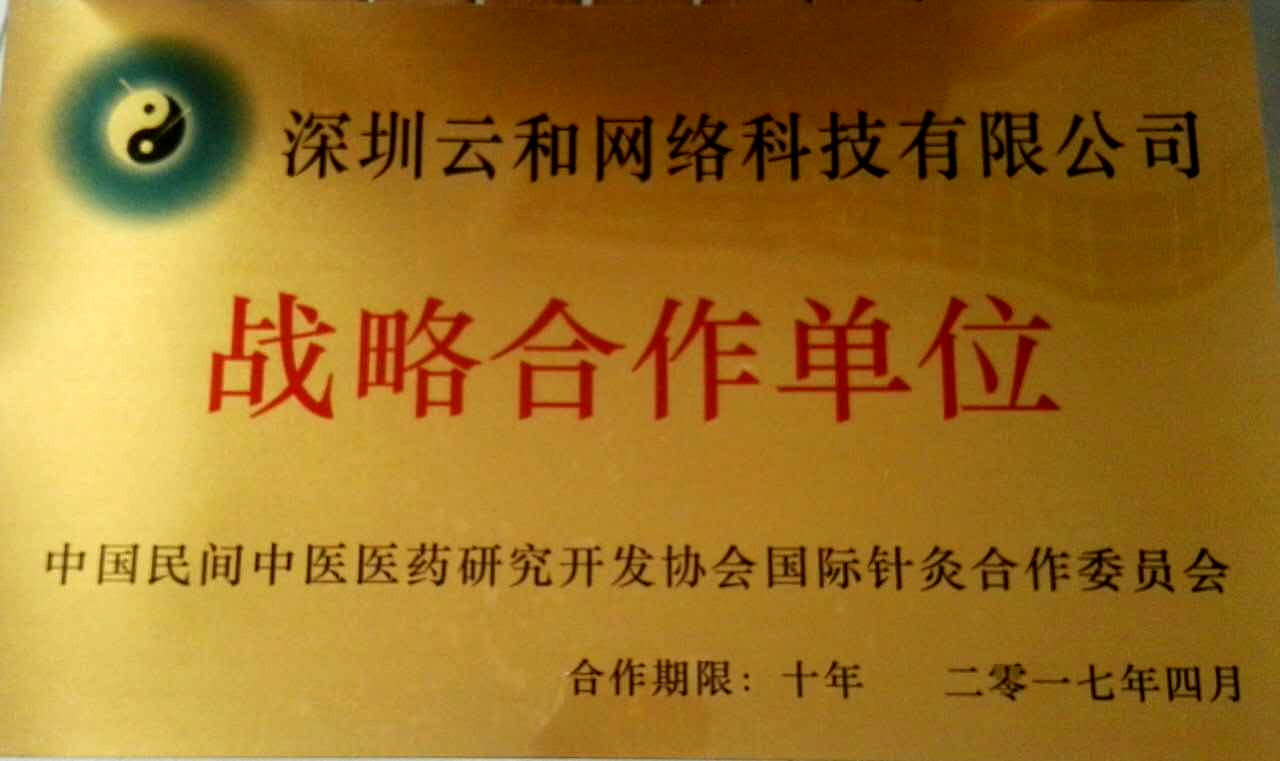 深圳云和网络科技有限公司
战略合作单位
中国民间中医医药研究开发协会国际针灸合作委员会
合作期限：十年 二零一七年四月